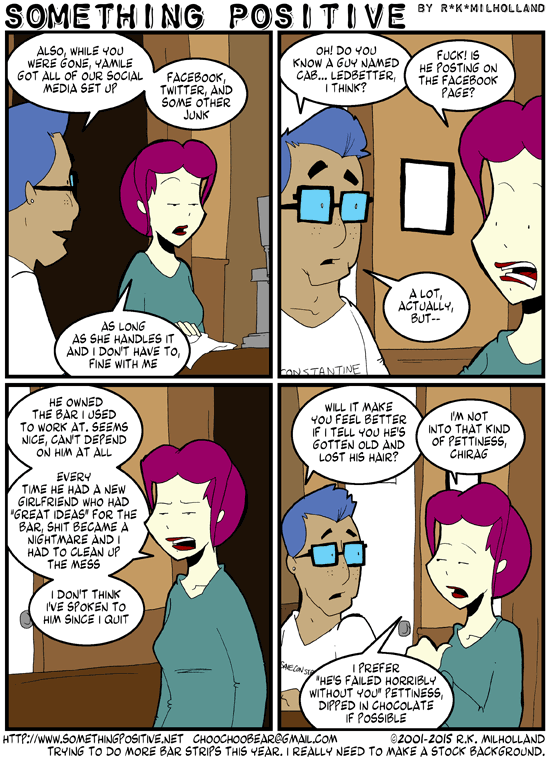 SOMETHING POSITIVE BY R*K*MILHOLLAND
ALSO, WHILE YOU
WERE GONE, YAMILE
GOT ALL OF OUR SOCIAL
MEDIA SET UP
FACEBOOK,
TWITTER, AND
SOME OTHER
JUNK
AS LONG
AS SHE HANDLES IT
AND I DON'T HAVE TO,
FINE WITH ME
OH! DO YOU
KNOW A GUY NAMED
CAB... LEDBETTER,
I THINK?
FUCK! IS
HE POSTING ON
THE FACEBOOK
PAGE?
A LOT,
ACTUALLY,
BUT--
CONSTANTINE
HE OWNED
THE BAR I USED
TO WORK AT. SEEMS
NICE, CAN'T DEPEND
ON HIM AT ALL
EVERY
TIME HE HAD A NEW
GIRLFRIEND WHO HAD
"GREAT IDEAS" FOR THE
BAR, SHIT BECAME A
NIGHTMARE AND I
HAD TO CLEAN UP
THE MESS
I DON'T THINK
I'VE SPOKEN TO
HIM SINCE I QUIT
WILL IT MAKE
YOU FEEL BETTER
IF I TELL YOU HE'S
GOTTEN OLD AND
LOST HIS HAIR?
I'M NOT
INTO THAT KIND
OF PETTINESS,
CHIRAG
I PREFER
"HE'S FAILED HORRIBLY
WITHOUT YOU" PETTINESS,
DIPPED IN CHOCOLATE
IF POSSIBLE
HTTP://WWW.SOMETHINGPOSITIVE.NET CHOOCHOOBEAR@GMAIL.COM ©2001-2015 R.K. MILHOLLAND
TRYING TO DO MORE BAR STRIPS THIS YEAR. I REALLY NEED TO MAKE A STOCK BACKGROUND.